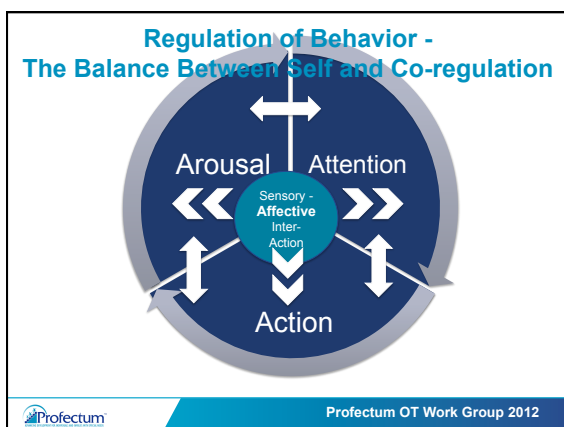 Regulation of Behavior -
The Balance Between Self and Co-regulation
Arousal
Attention
Sensory -
Affective
Inter-
Action
Action
Profectum
Profectum OT Work Group 2012